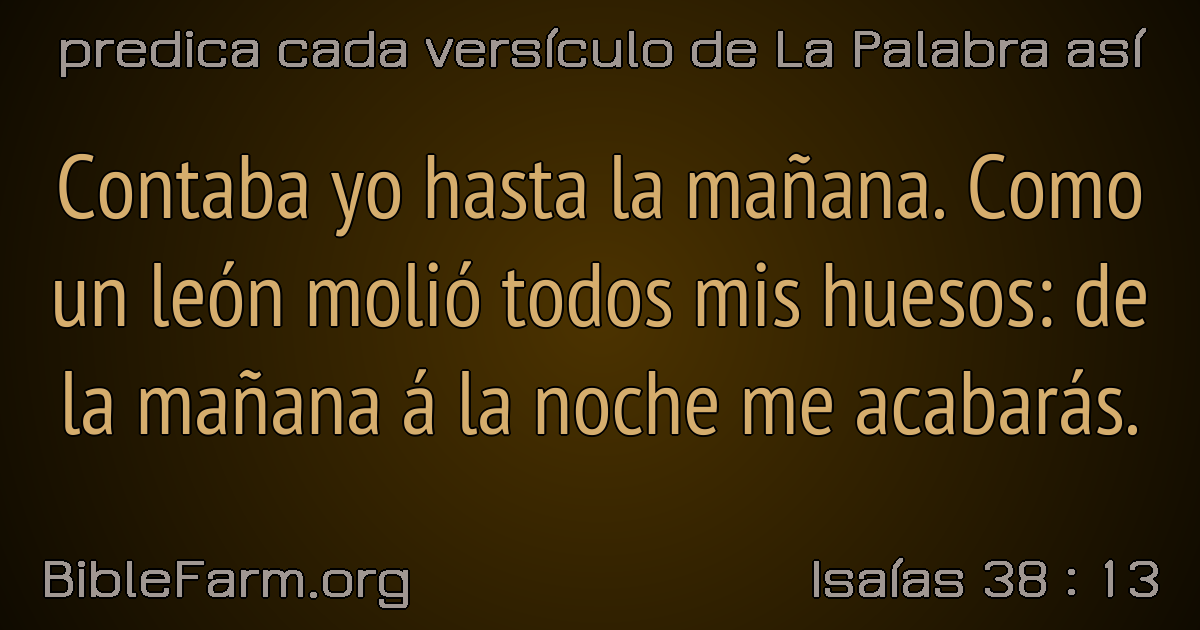 predica cada versículo de La Palabra así
Contaba yo hasta la mañana. Como
un león molió todos mis huesos: de
la mañana á la noche me acabarás.
BibleFarm.org
Isaías 38 : 13